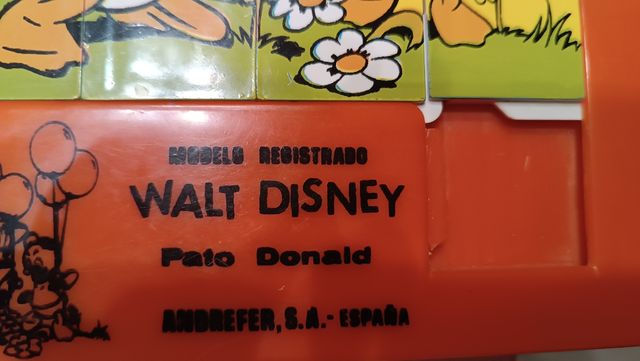 MODELO REGISTRADO
WALT DISNEY
Pato Donald
ANDREFER, S.A.- ESPAÑA